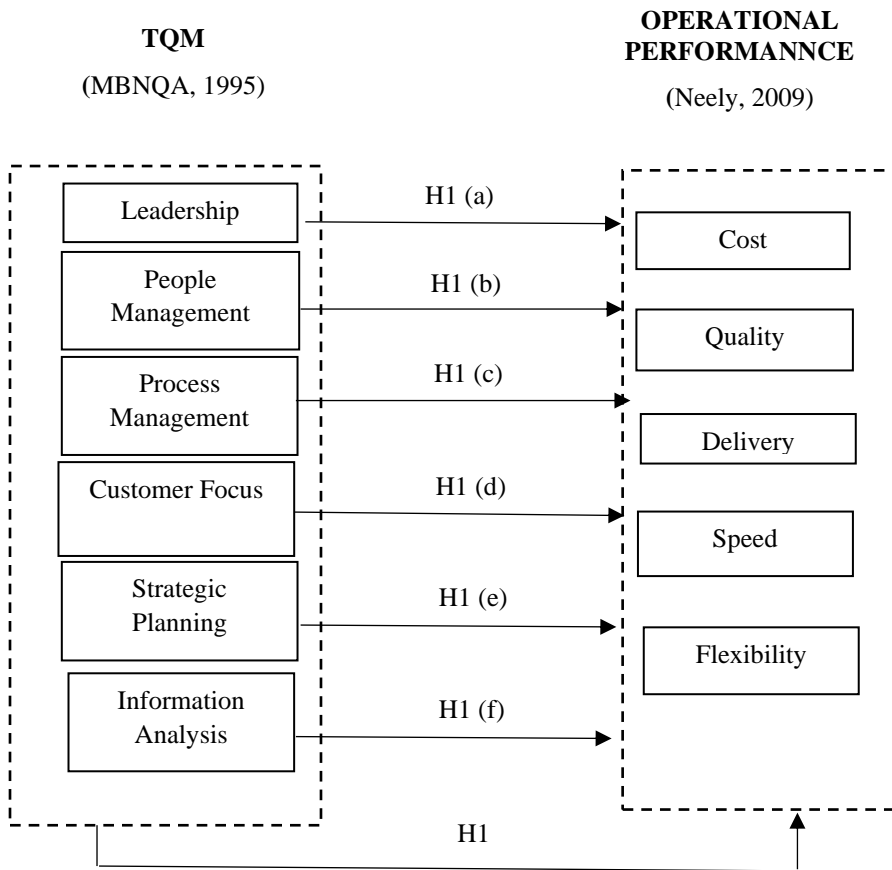 TQM
(MBNQA, 1995)
OPERATIONAL
PERFORMANNCE
(Neely, 2009)
Leadership
H1 (a)
Cost
People
Management
H1 (b)
Quality
Process
Management
H1 (c)
Delivery
Customer Focus
H1 (d)
Speed
Strategic
Planning
H1 (e)
Flexibility
Information
Analysis
H1 (f)
H1